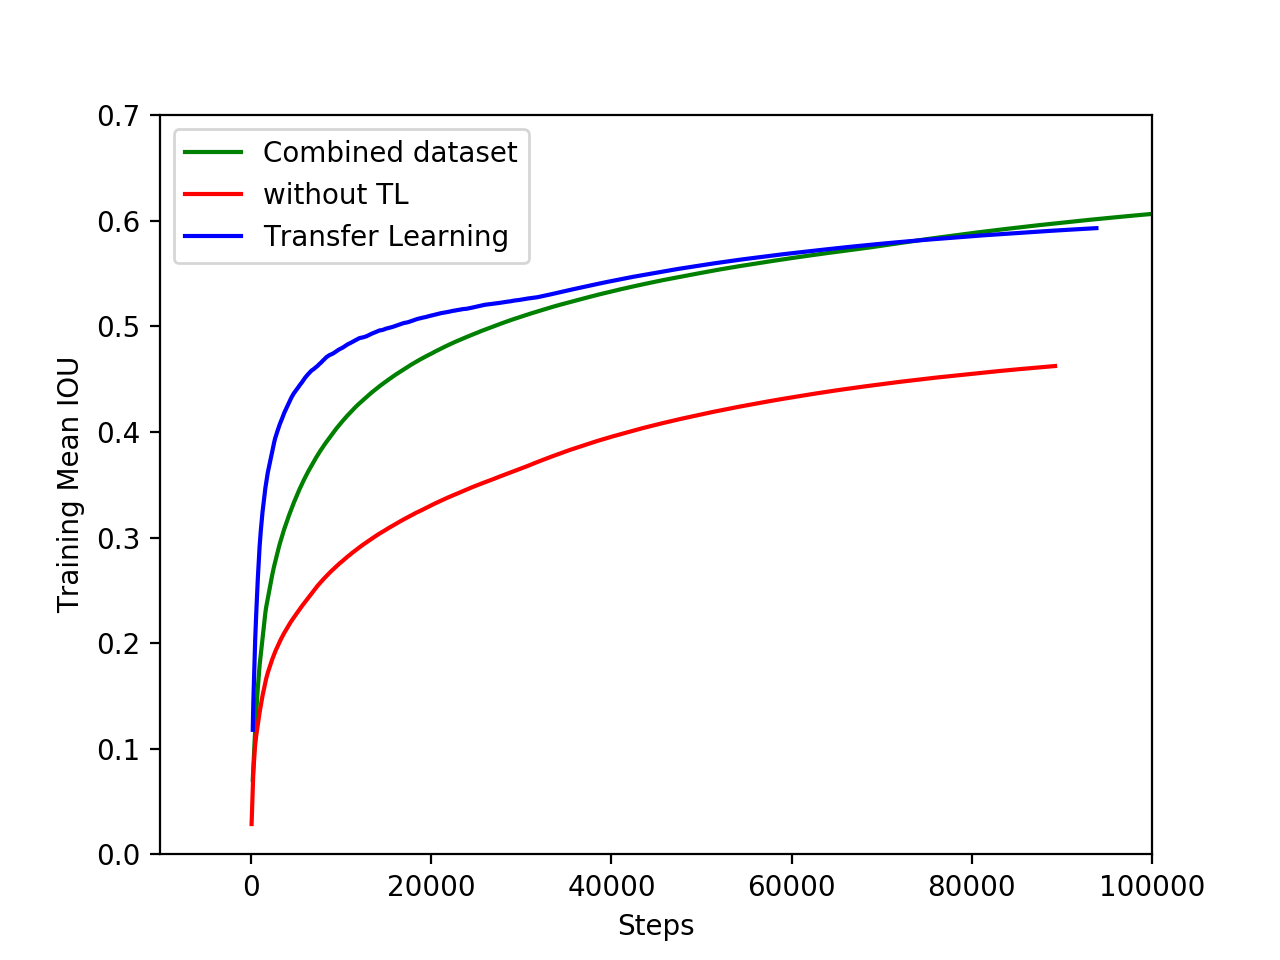 0.7
0.6
0.5
0.4
0.3
0.2
0.1
0.0
Training Mean IOU
Combined dataset
without TL
Transfer Learning
0 20000 40000 60000 80000 100000
Steps